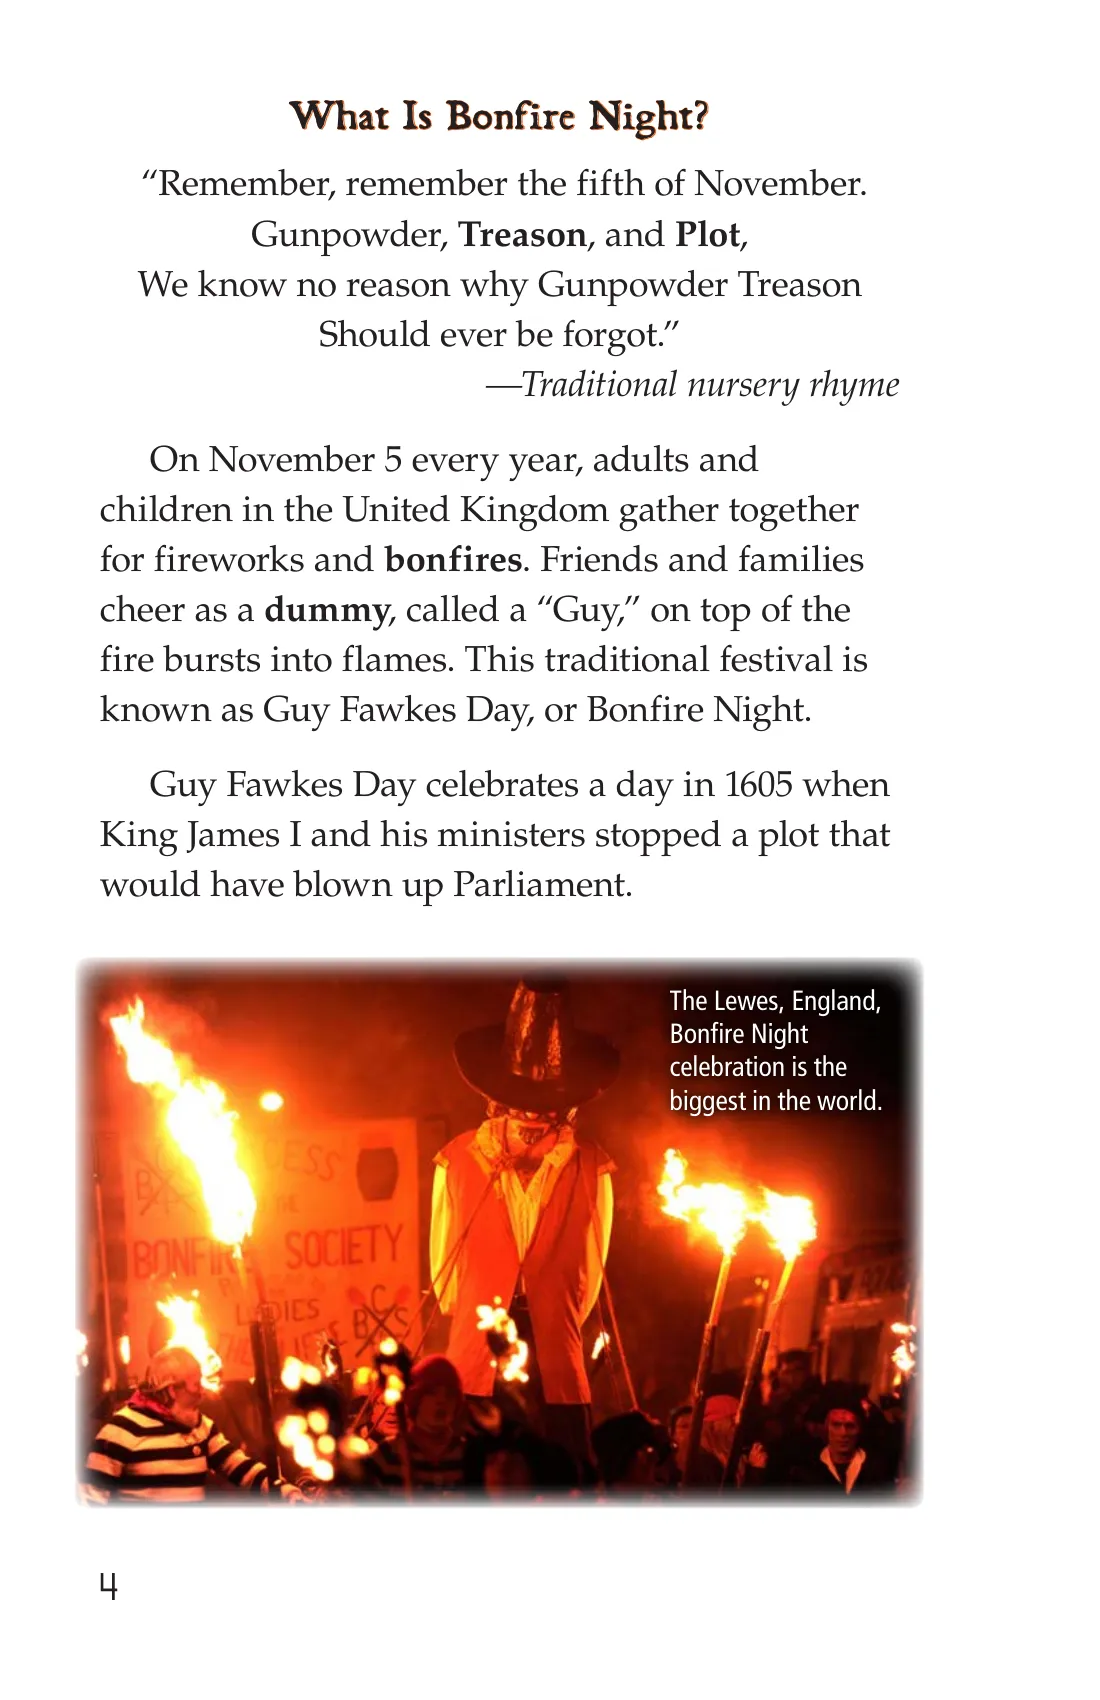 What Is Bonfire Night?
“Remember, remember the fifth of November.
Gunpowder, Treason, and Plot,
We know no reason why Gunpowder Treason
Should ever be forgot.”
—Traditional nursery rhyme
On November 5 every year, adults and
children in the United Kingdom gather together
for fireworks and bonfires. Friends and families
cheer as a dummy, called a “Guy,” on top of the
fire bursts into flames. This traditional festival is
known as Guy Fawkes Day, or Bonfire Night.
Guy Fawkes Day celebrates a day in 1605 when
King James I and his ministers stopped a plot that
would have blown up Parliament.
The Lewes, England,
Bonfire Night
celebration is the
biggest in the world.
BONFIRE SOCIETY
LADIES
BCS
4